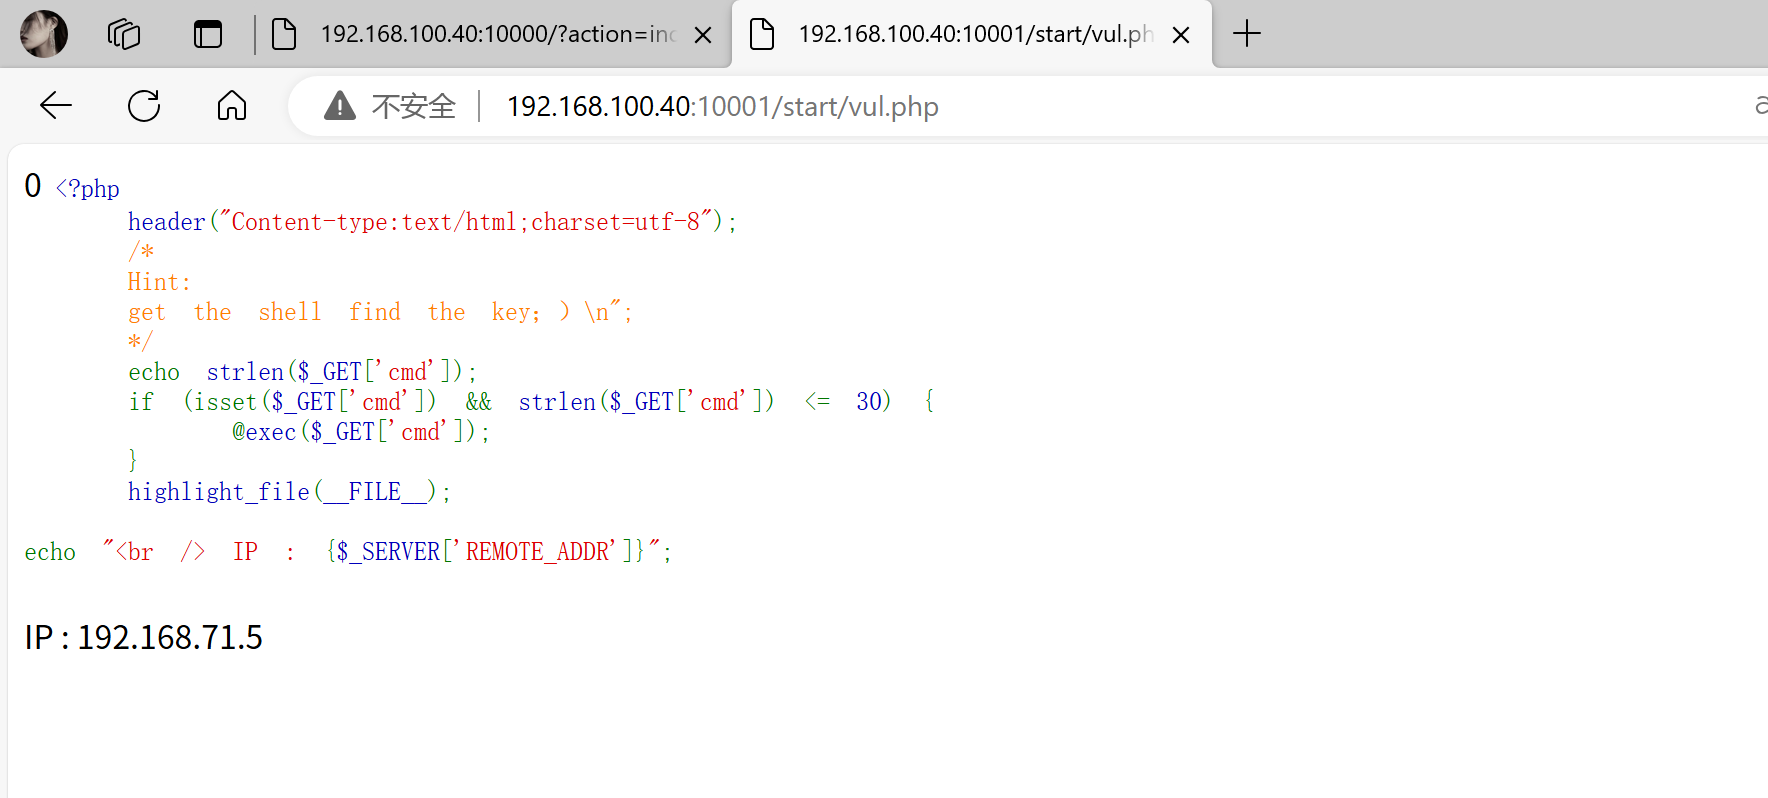 192.168.100.40:10000/?action=inc
192.168.100.40:10001/start/vul.ph
不安全 192.168.100.40:10001/start/vul.php
0 <?php
header("Content-type:text/html;charset=utf-8");
/*
Hint:
get the shell find the key；）\n";
*/
echo strlen($_GET['cmd']);
if (isset($_GET['cmd']) && strlen($_GET['cmd']) <= 30) {
@exec($_GET['cmd']);
}
highlight_file(__FILE__);
echo "<br /> IP : {$_SERVER['REMOTE_ADDR']}";
IP : 192.168.71.5